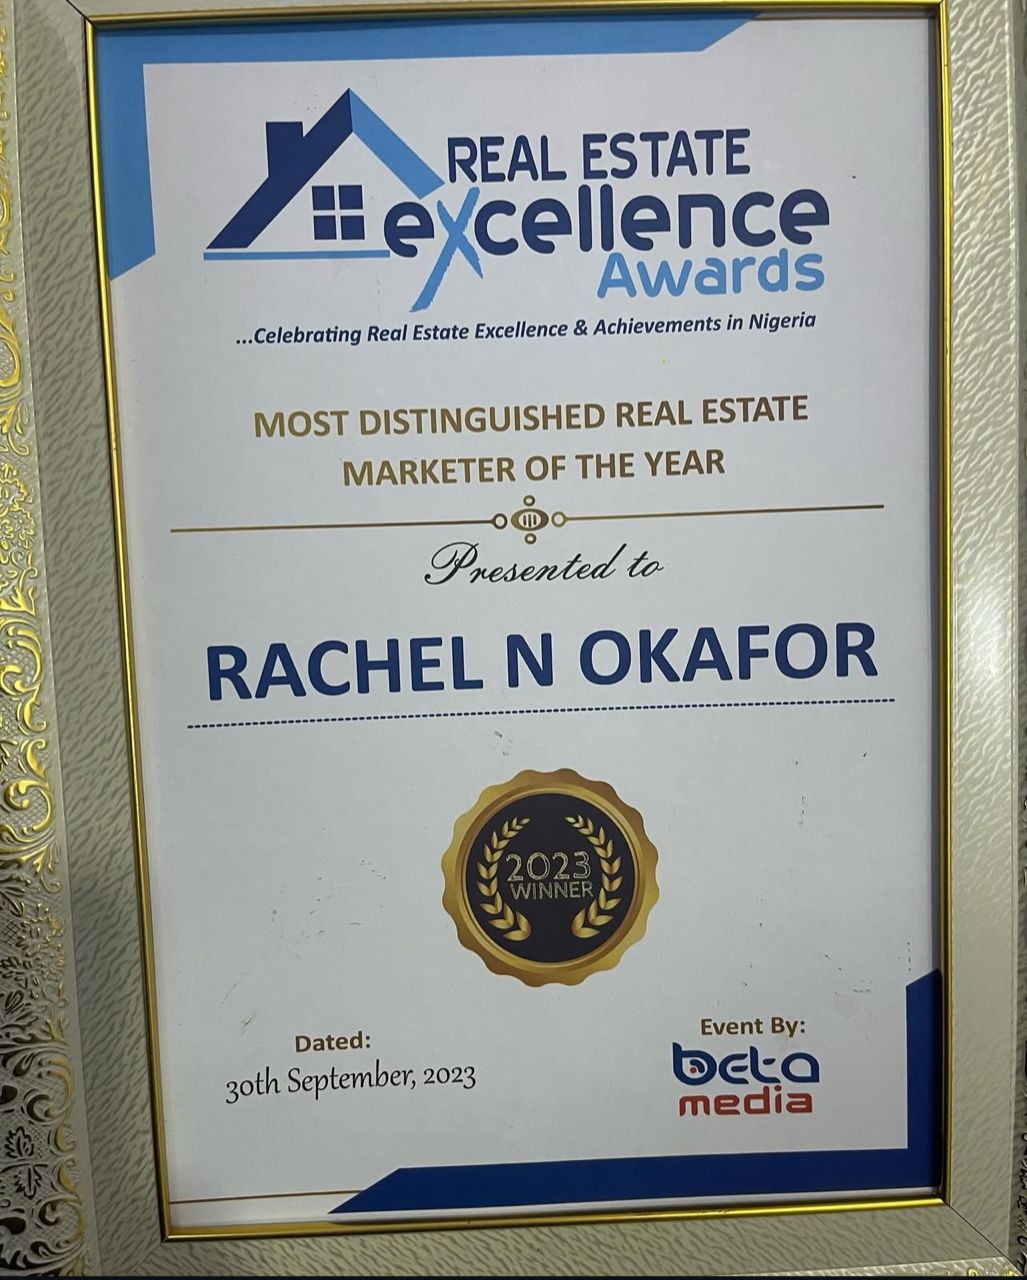 REAL ESTATE
excellence
Awards
...Celebrating Real Estate Excellence & Achievements in Nigeria
MOST DISTINGUISHED REAL ESTATE
MARKETER OF THE YEAR
Presented to
RACHEL N OKAFOR
2023
WINNER
Dated:
30th September, 2023
Event By:
beta
media